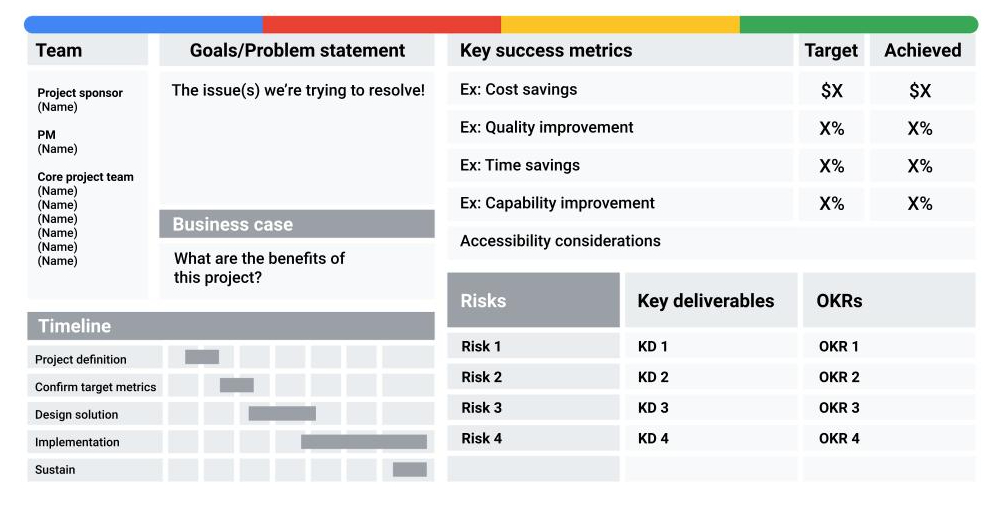 Team
Project sponsor
(Name)
PM
(Name)
Core project team
(Name)
(Name)
(Name)
(Name)
(Name)
(Name)
Goals/Problem statement
The issue(s) we're trying to resolve!
Business case
What are the benefits of
this project?
Timeline
Project definition
Confirm target metrics
Design solution
Implementation
Sustain
Key success metrics Target Achieved
Ex: Cost savings $X $X
Ex: Quality improvement X% X%
Ex: Time savings X% X%
Ex: Capability improvement X% X%
Accessibility considerations
Risks Key deliverables OKRs
Risk 1 KD 1 OKR 1
Risk 2 KD 2 OKR 2
Risk 3 KD 3 OKR 3
Risk 4 KD 4 OKR 4